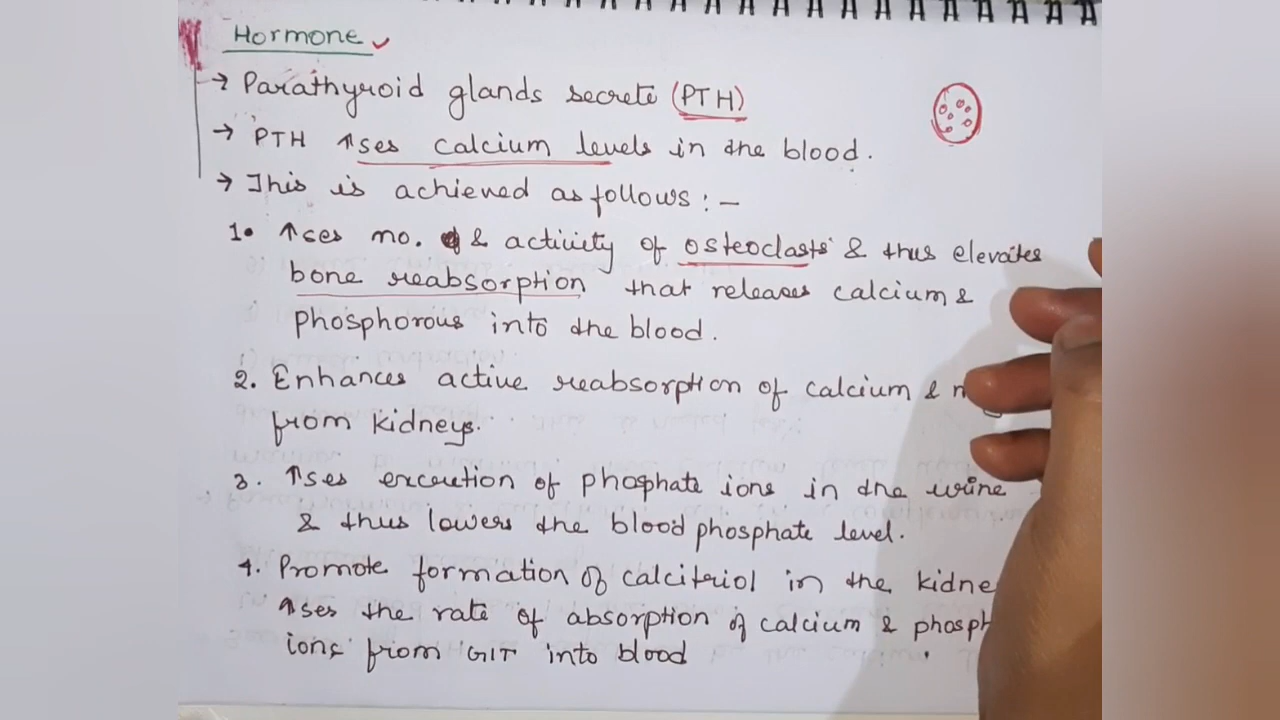 Hormone
→ Parathyroid glands secrete (PTH)
→ PTH ↑ses calcium levels in the blood.
→ This is achieved as follows :-
1. ↑ses no. & activity of osteoclasts & thus elevates
bone reabsorption that releases calcium &
phosphorous into the blood.
2. Enhances active reabsorption of calcium &
from kidneys.
3. ↑ses excretion of phosphate ions in the urine
& thus lowers the blood phosphate level.
4. Promote formation of calcitriol in the kidne
↑ses the rate of absorption of calcium & phosph
ions from GIT into blood